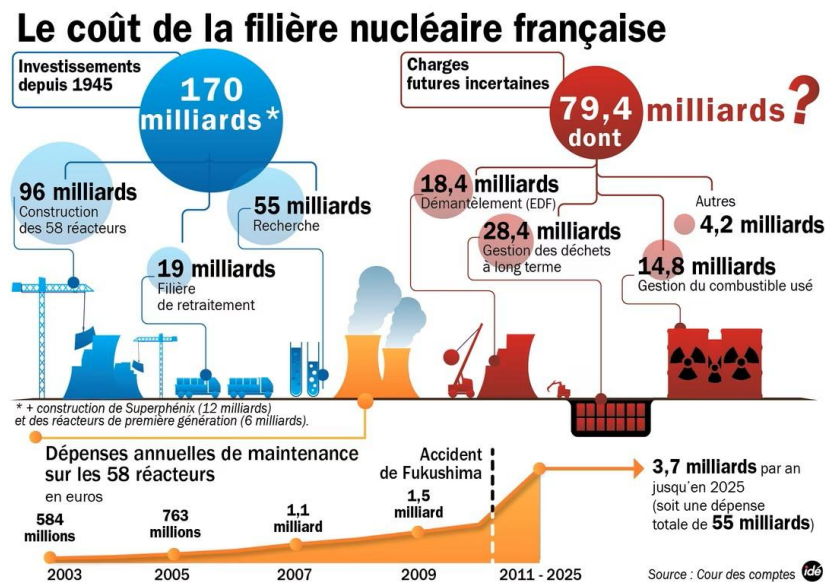 Le coût de la filière nucléaire française
Investissements
depuis 1945
170
milliards*
96 milliards
Construction
des 58 réacteurs
55 milliards
Recherche
19 milliards
Filière
de retraitement
Charges
futures incertaines
79,4 milliards ?
dont
18,4 milliards
Démantèlement (EDF)
28,4 milliards
Gestion des déchets
à long terme
Autres
4,2 milliards
14,8 milliards
Gestion du combustible usé
* + construction de Superphénix (12 milliards)
et des réacteurs de première génération (6 milliards).
Dépenses annuelles de maintenance
sur les 58 réacteurs
en euros
Accident
de Fukushima
584
millions
763
millions
1,1
milliard
1,5
milliard
3,7 milliards par an
jusqu'en 2025
(soit une dépense
totale de 55 milliards)
2003 2005 2007 2009 2011 - 2025
Source : Cour des comptes idé